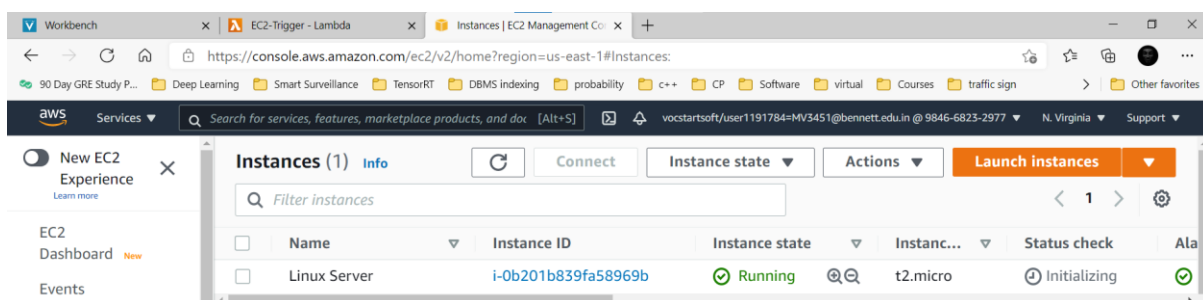 Workbench
EC2-Trigger - Lambda
Instances | EC2 Management Co
https://console.aws.amazon.com/ec2/v2/home?region=us-east-1#Instances:
90 Day GRE Study P... Deep Learning Smart Surveillance TensorRT DBMS indexing probability c++ CP Software virtual Courses traffic sign Other favorites
aws Services Search for services, features, marketplace products, and doc [Alt+S] vocstartsoft/user1191784=MV3451@bennett.edu.in @ 9846-6823-2977 N. Virginia Support
New EC2
Experience
Learn more
Instances (1) Info Connect Instance state Actions Launch instances
Filter instances 1
EC2
Dashboard New
Events
Name Instance ID Instance state Instanc... Status check Ala
Linux Server i-0b201b839fa58969b Running t2.micro Initializing